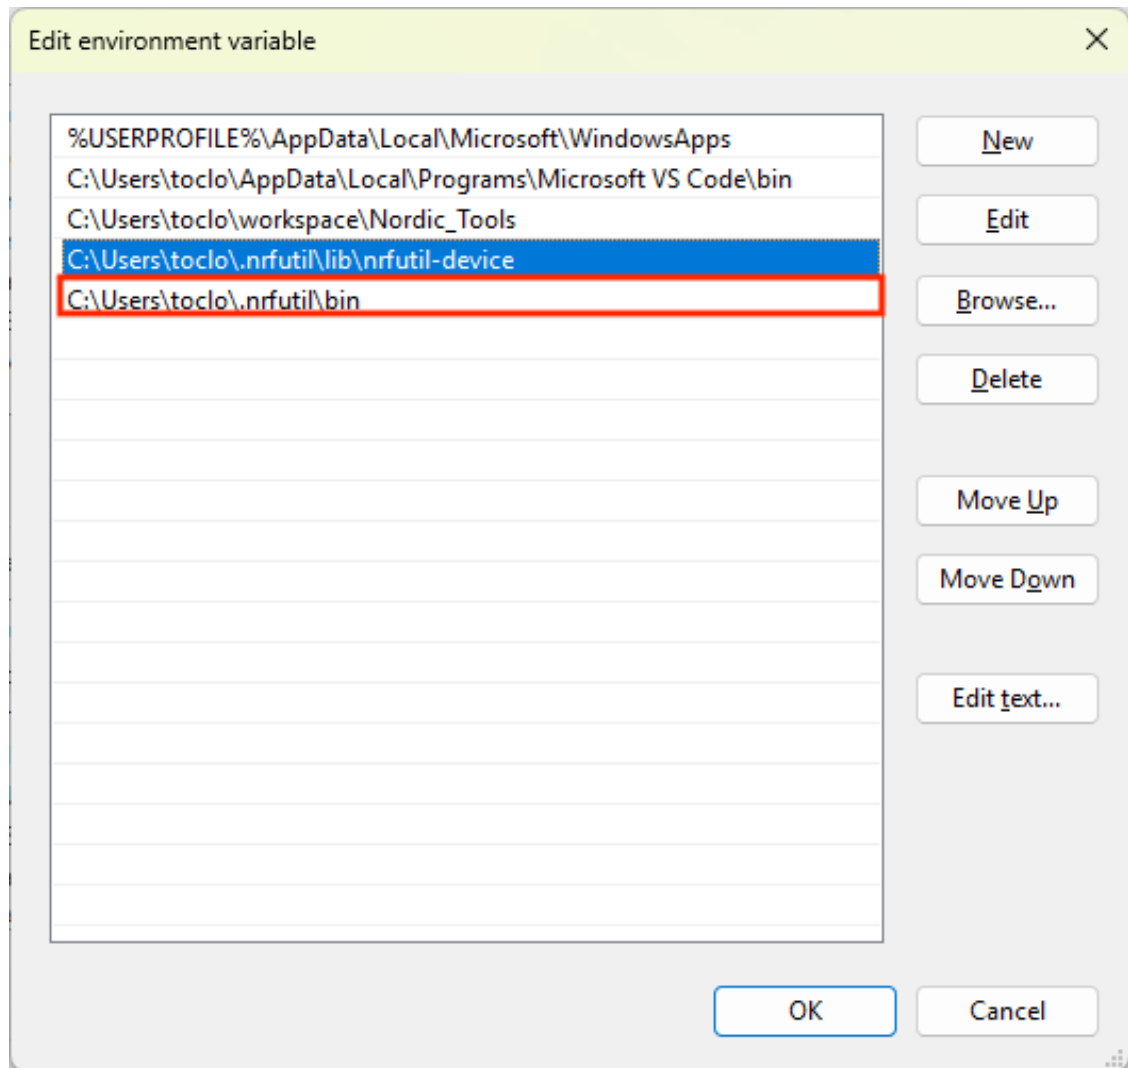 Edit environment variable
%USERPROFILE%\AppData\Local\Microsoft\WindowsApps
C:\Users\toclo\AppData\Local\Programs\Microsoft VS Code\bin
C:\Users\toclo\workspace\Nordic_Tools
C:\Users\toclo\.nrfutil\lib\nrfutil-device
C:\Users\toclo\.nrfutil\bin
New
Edit
Browse...
Delete
Move Up
Move Down
Edit text...
OK
Cancel